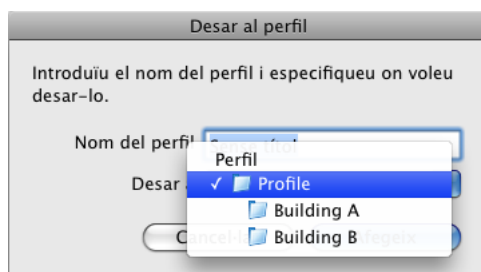 Desar al perfil
Introduïu el nom del perfil i especifiqueu on voleu
desar-lo.
Nom del perfil
Perfil
Desar
✓ Profile
Building A
Building B